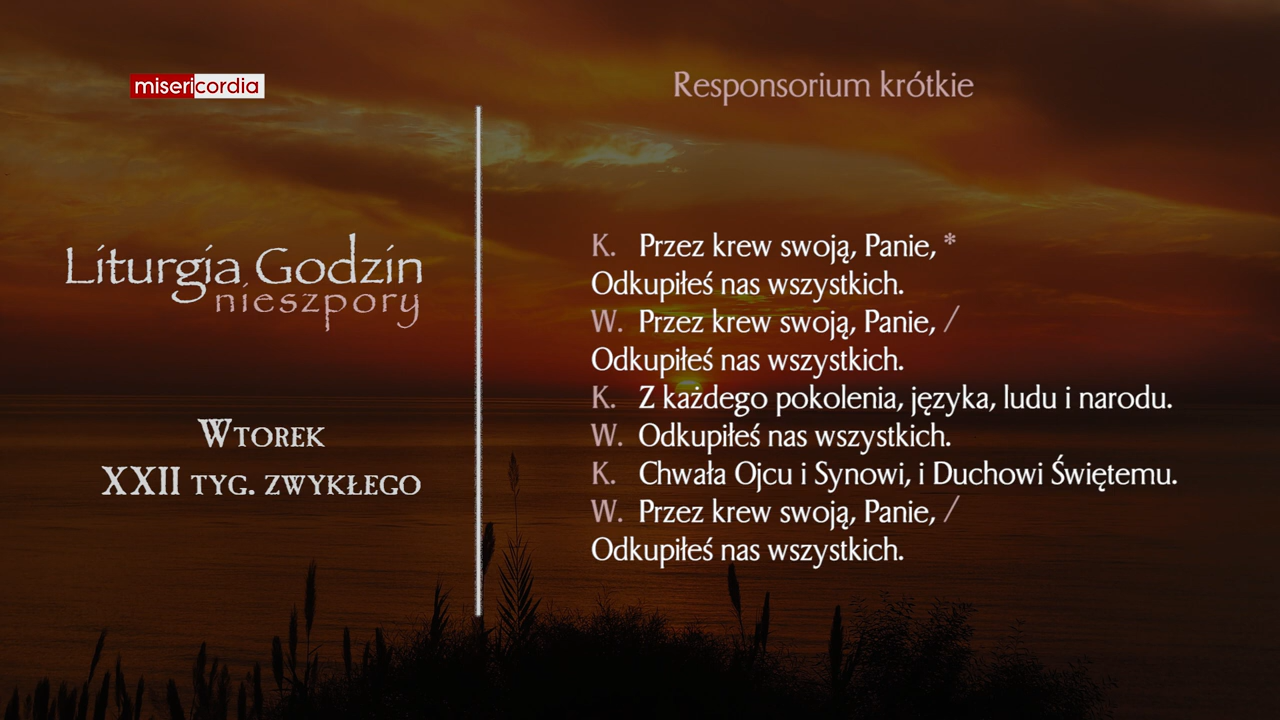 misericordia
Responsorium krótkie
Liturgia Godzin
nieszpory
Wtorek
XXII tyg. zwykłego
K. Przez krew swoją, Panie, *
Odkupiłeś nas wszystkich.
W. Przez krew swoją, Panie, /
Odkupiłeś nas wszystkich.
K. Z każdego pokolenia, języka, ludu i narodu.
W. Odkupiłeś nas wszystkich.
K. Chwała Ojcu i Synowi, i Duchowi Świętemu.
W. Przez krew swoją, Panie, /
Odkupiłeś nas wszystkich.